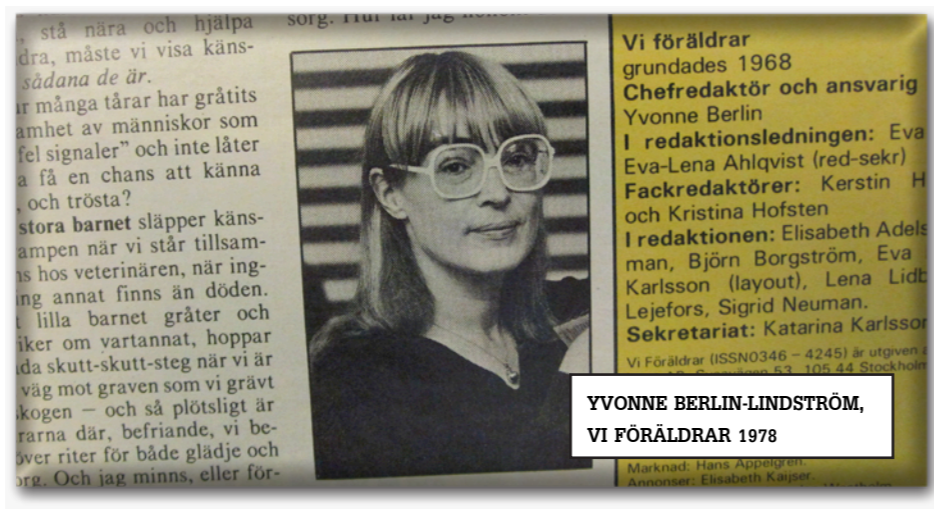 stå nära och hjälpa
dra, måste vi visa käns-
sådana de är.
r många tårar har gråtits
amhet av människor som
fel signaler” och inte låter
a få en chans att känna
, och trösta?
stora barnet släpper käns-
ampen när vi står tillsam-
s hos veterinären, när ing-
ing annat finns än döden.
t lilla barnet gråter och
iker om vartannat, hoppar
da skutt-skutt-steg när vi är
väg mot graven som vi grävt
skogen – och så plötsligt är
rarna där, befriande, vi be-
över riter för både glädje och
org. Och jag minns, eller för-
sorg. Hur får jag
Vi föräldrar
grundades 1968
Chefredaktör och ansvarig
Yvonne Berlin
I redaktionsledningen: Eva
Eva-Lena Ahlqvist (red-sekr)
Fackredaktörer: Kerstin H
och Kristina Hofsten
I redaktionen: Elisabeth Adels
man, Björn Borgström, Eva
Karlsson (layout), Lena Lidb
Lejefors, Sigrid Neuman.
Sekretariat: Katarina Karlsson
Vi Föräldrar (ISSN0346 – 4245) är utgiven a
53, 105 44 Stockholm
YVONNE BERLIN-LINDSTRÖM,
VI FÖRÄLDRAR 1978
Marknad: Hans Appelgren.
Annonser: Elisabeth Kaijser.